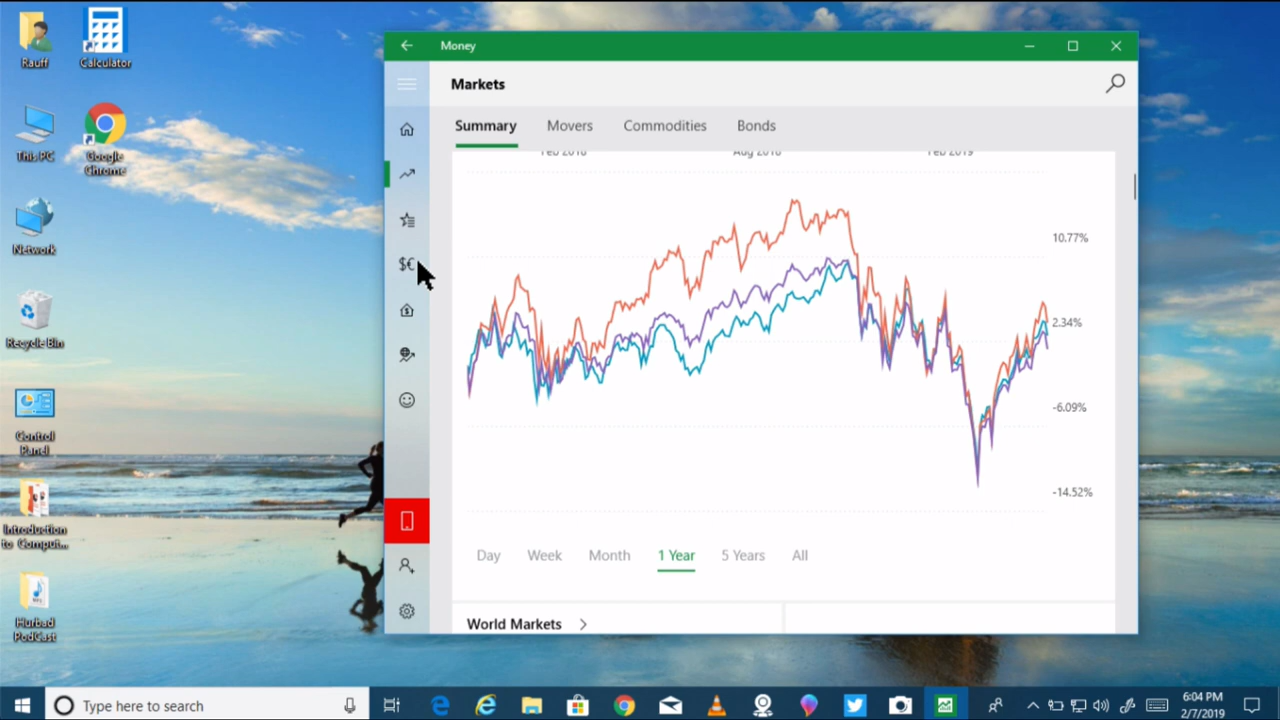 Rauff
Calculator
This PC
Google
Chrome
Network
Recycle Bin
Control
Panel
Introduction
to Comput...
Hurbad
PodCast
Money
Markets
Summary
Movers
Commodities
Bonds
Feb 2018
Aug 2018
Feb 2019
10.77%
2.34%
-6.09%
-14.52%
$€
Day
Week
Month
1 Year
5 Years
All
World Markets
Type here to search
6:04 PM
2/7/2019